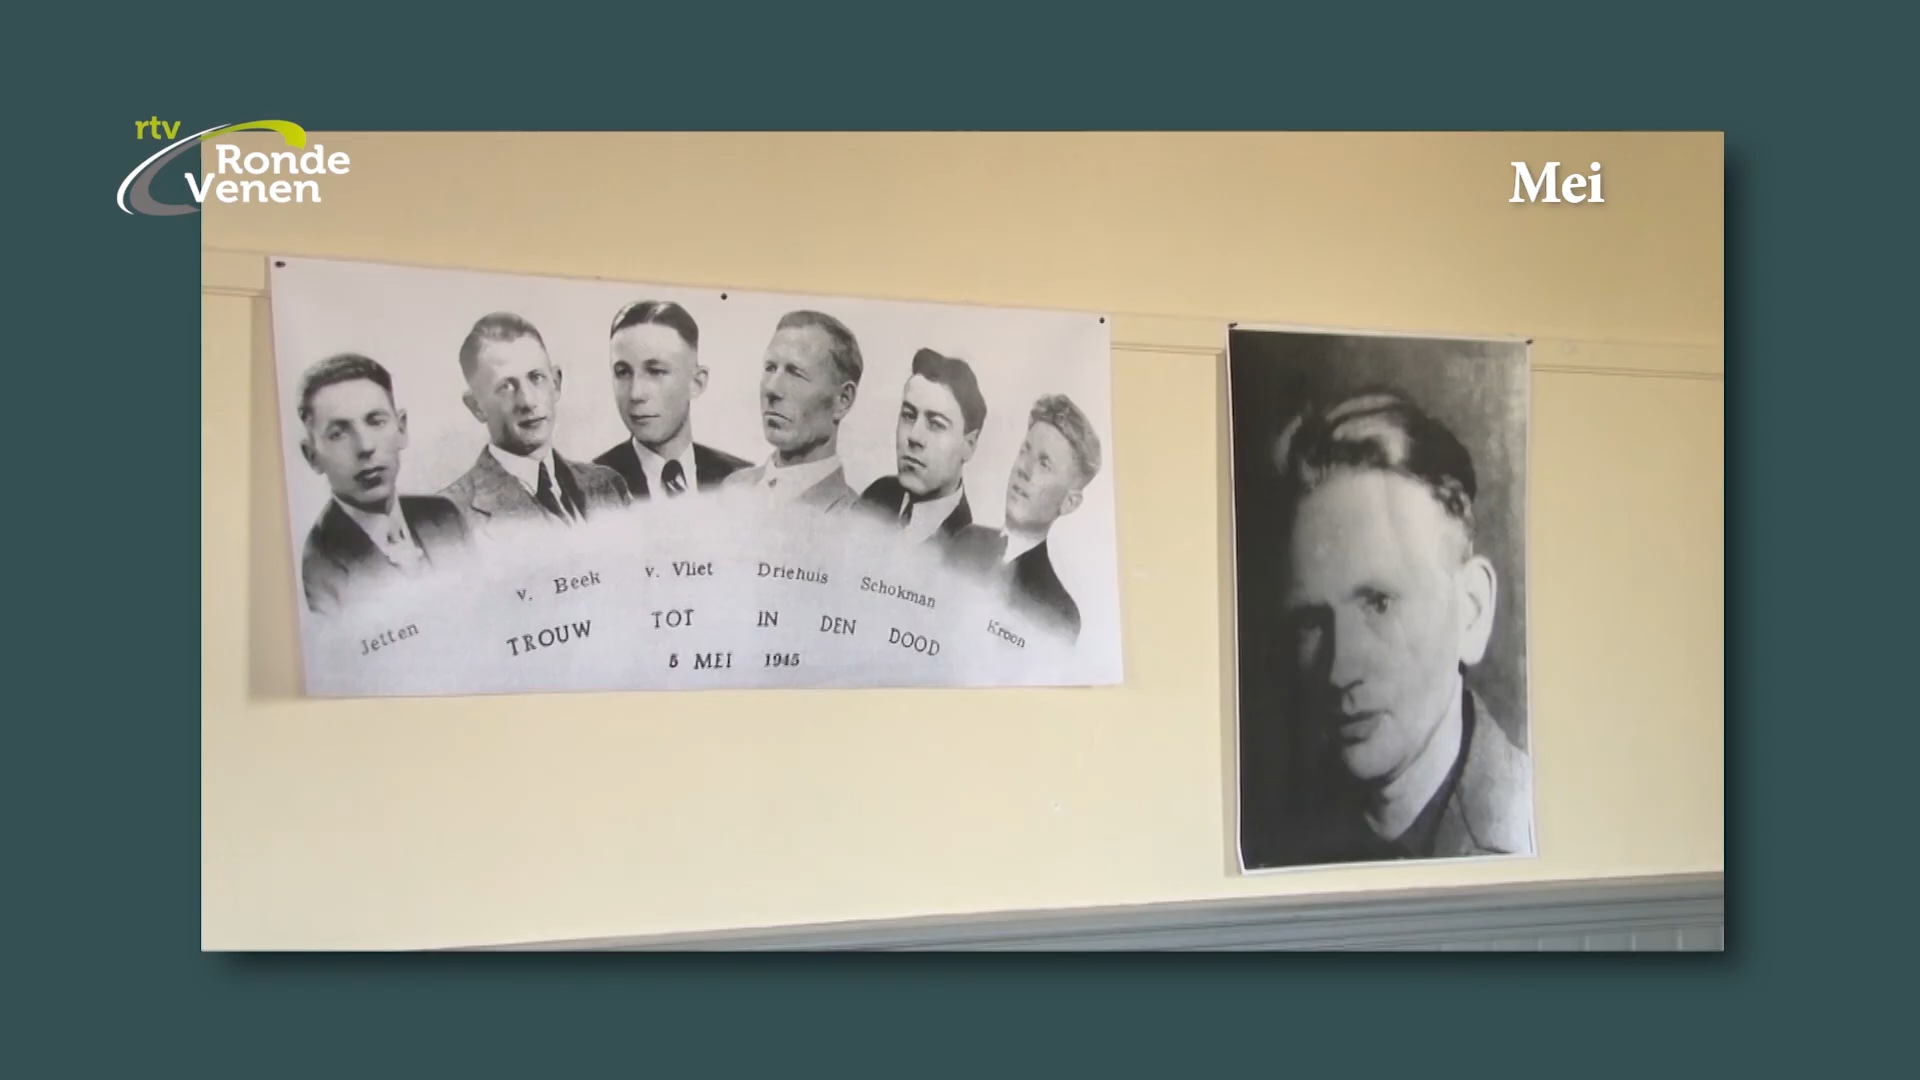 rtv
Ronde
Venen
Mei
Jetten v. Beek v. Vliet Driehuis Schokman Kroon
TROUW TOT IN DEN DOOD
5 MEI 1945